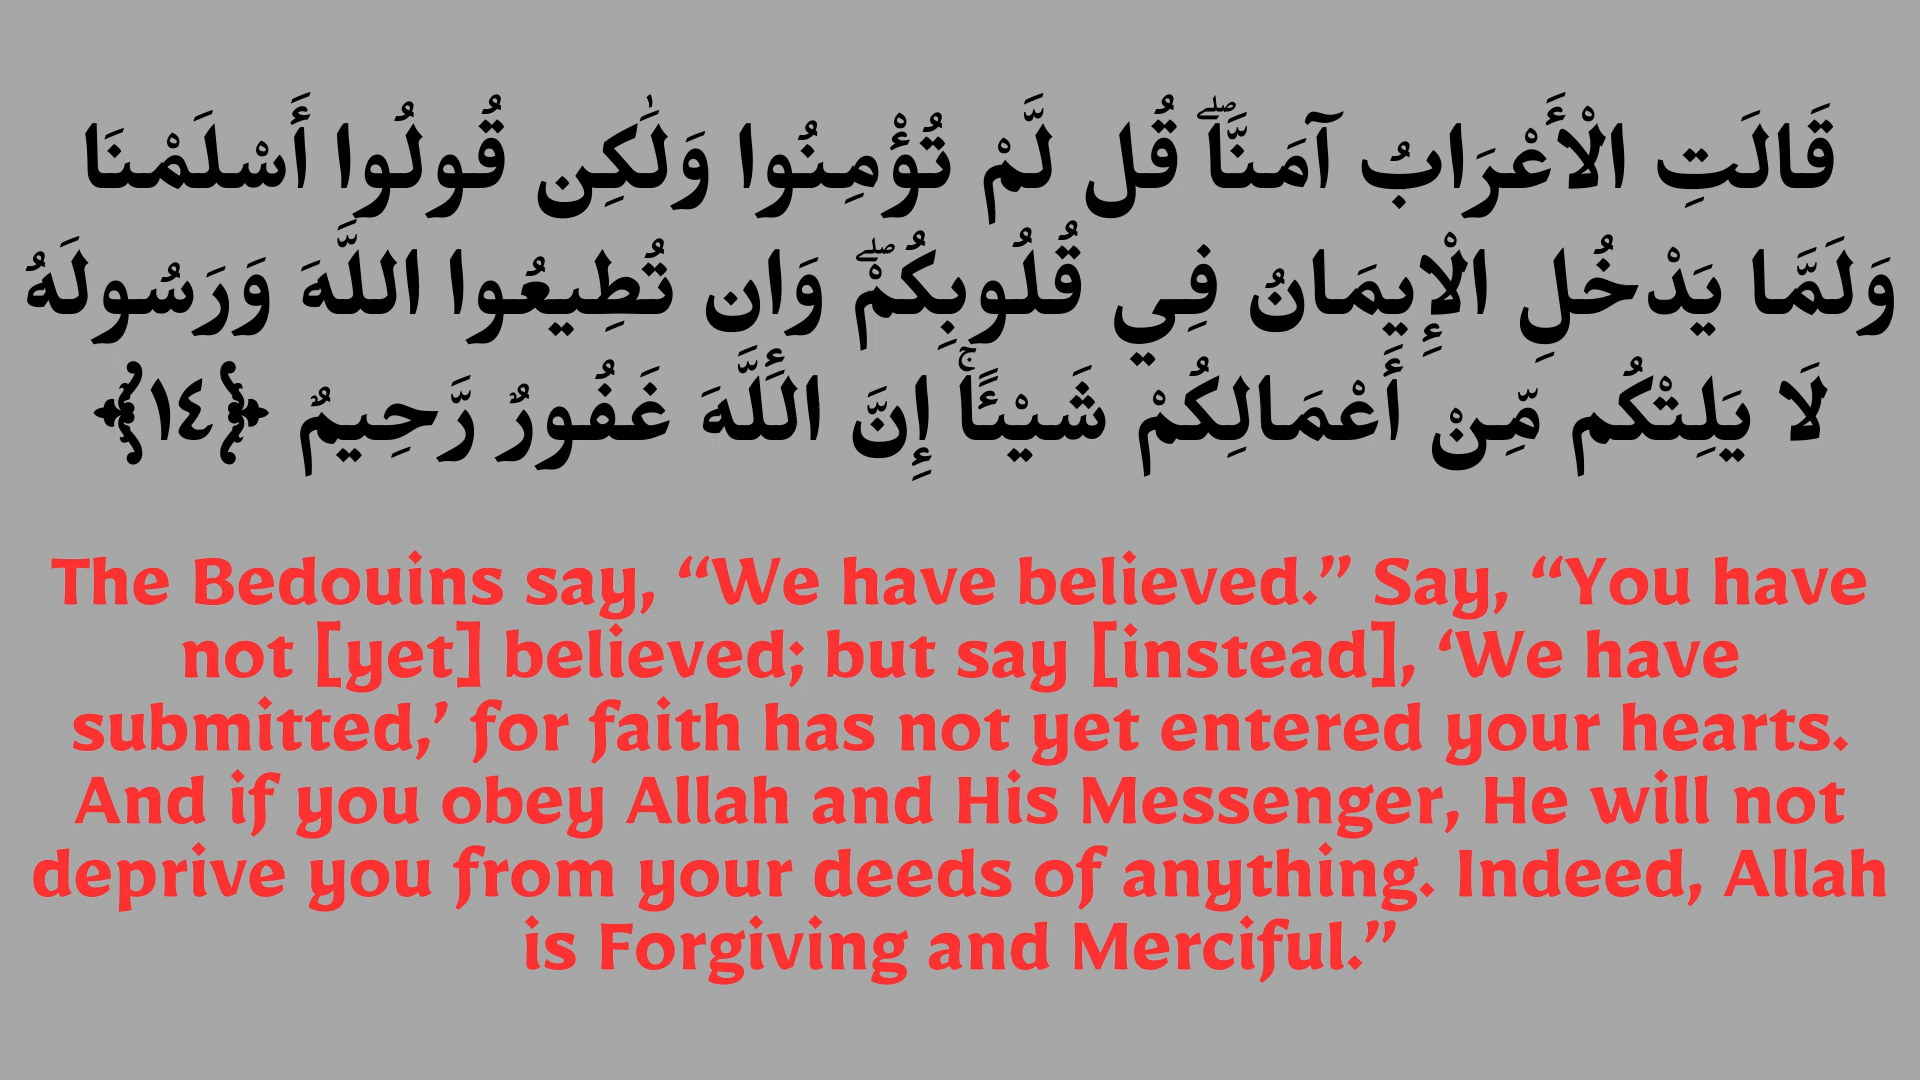 قَالَتِ الْأَعْرَابُ آمَنَّاۖ قُل لَّمْ تُؤْمِنُوا وَلَٰكِن قُولُوا أَسْلَمْنَا
وَلَمَّا يَدْخُلِ الْإِيمَانُ فِي قُلُوبِكُمْۖ وَان تُطِيعُوا اللَّهَ وَرَسُولَهُ
لَا يَلِتْكُم مِّنْ أَعْمَالِكُمْ شَيْئًاۚ إِنَّ اللَّهَ غَفُورٌ رَّحِيمٌ ﴿١٤﴾
The Bedouins say, “We have believed.” Say, “You have
not [yet] believed; but say [instead], ‘We have
submitted,’ for faith has not yet entered your hearts.
And if you obey Allah and His Messenger, He will not
deprive you from your deeds of anything. Indeed, Allah
is Forgiving and Merciful.”